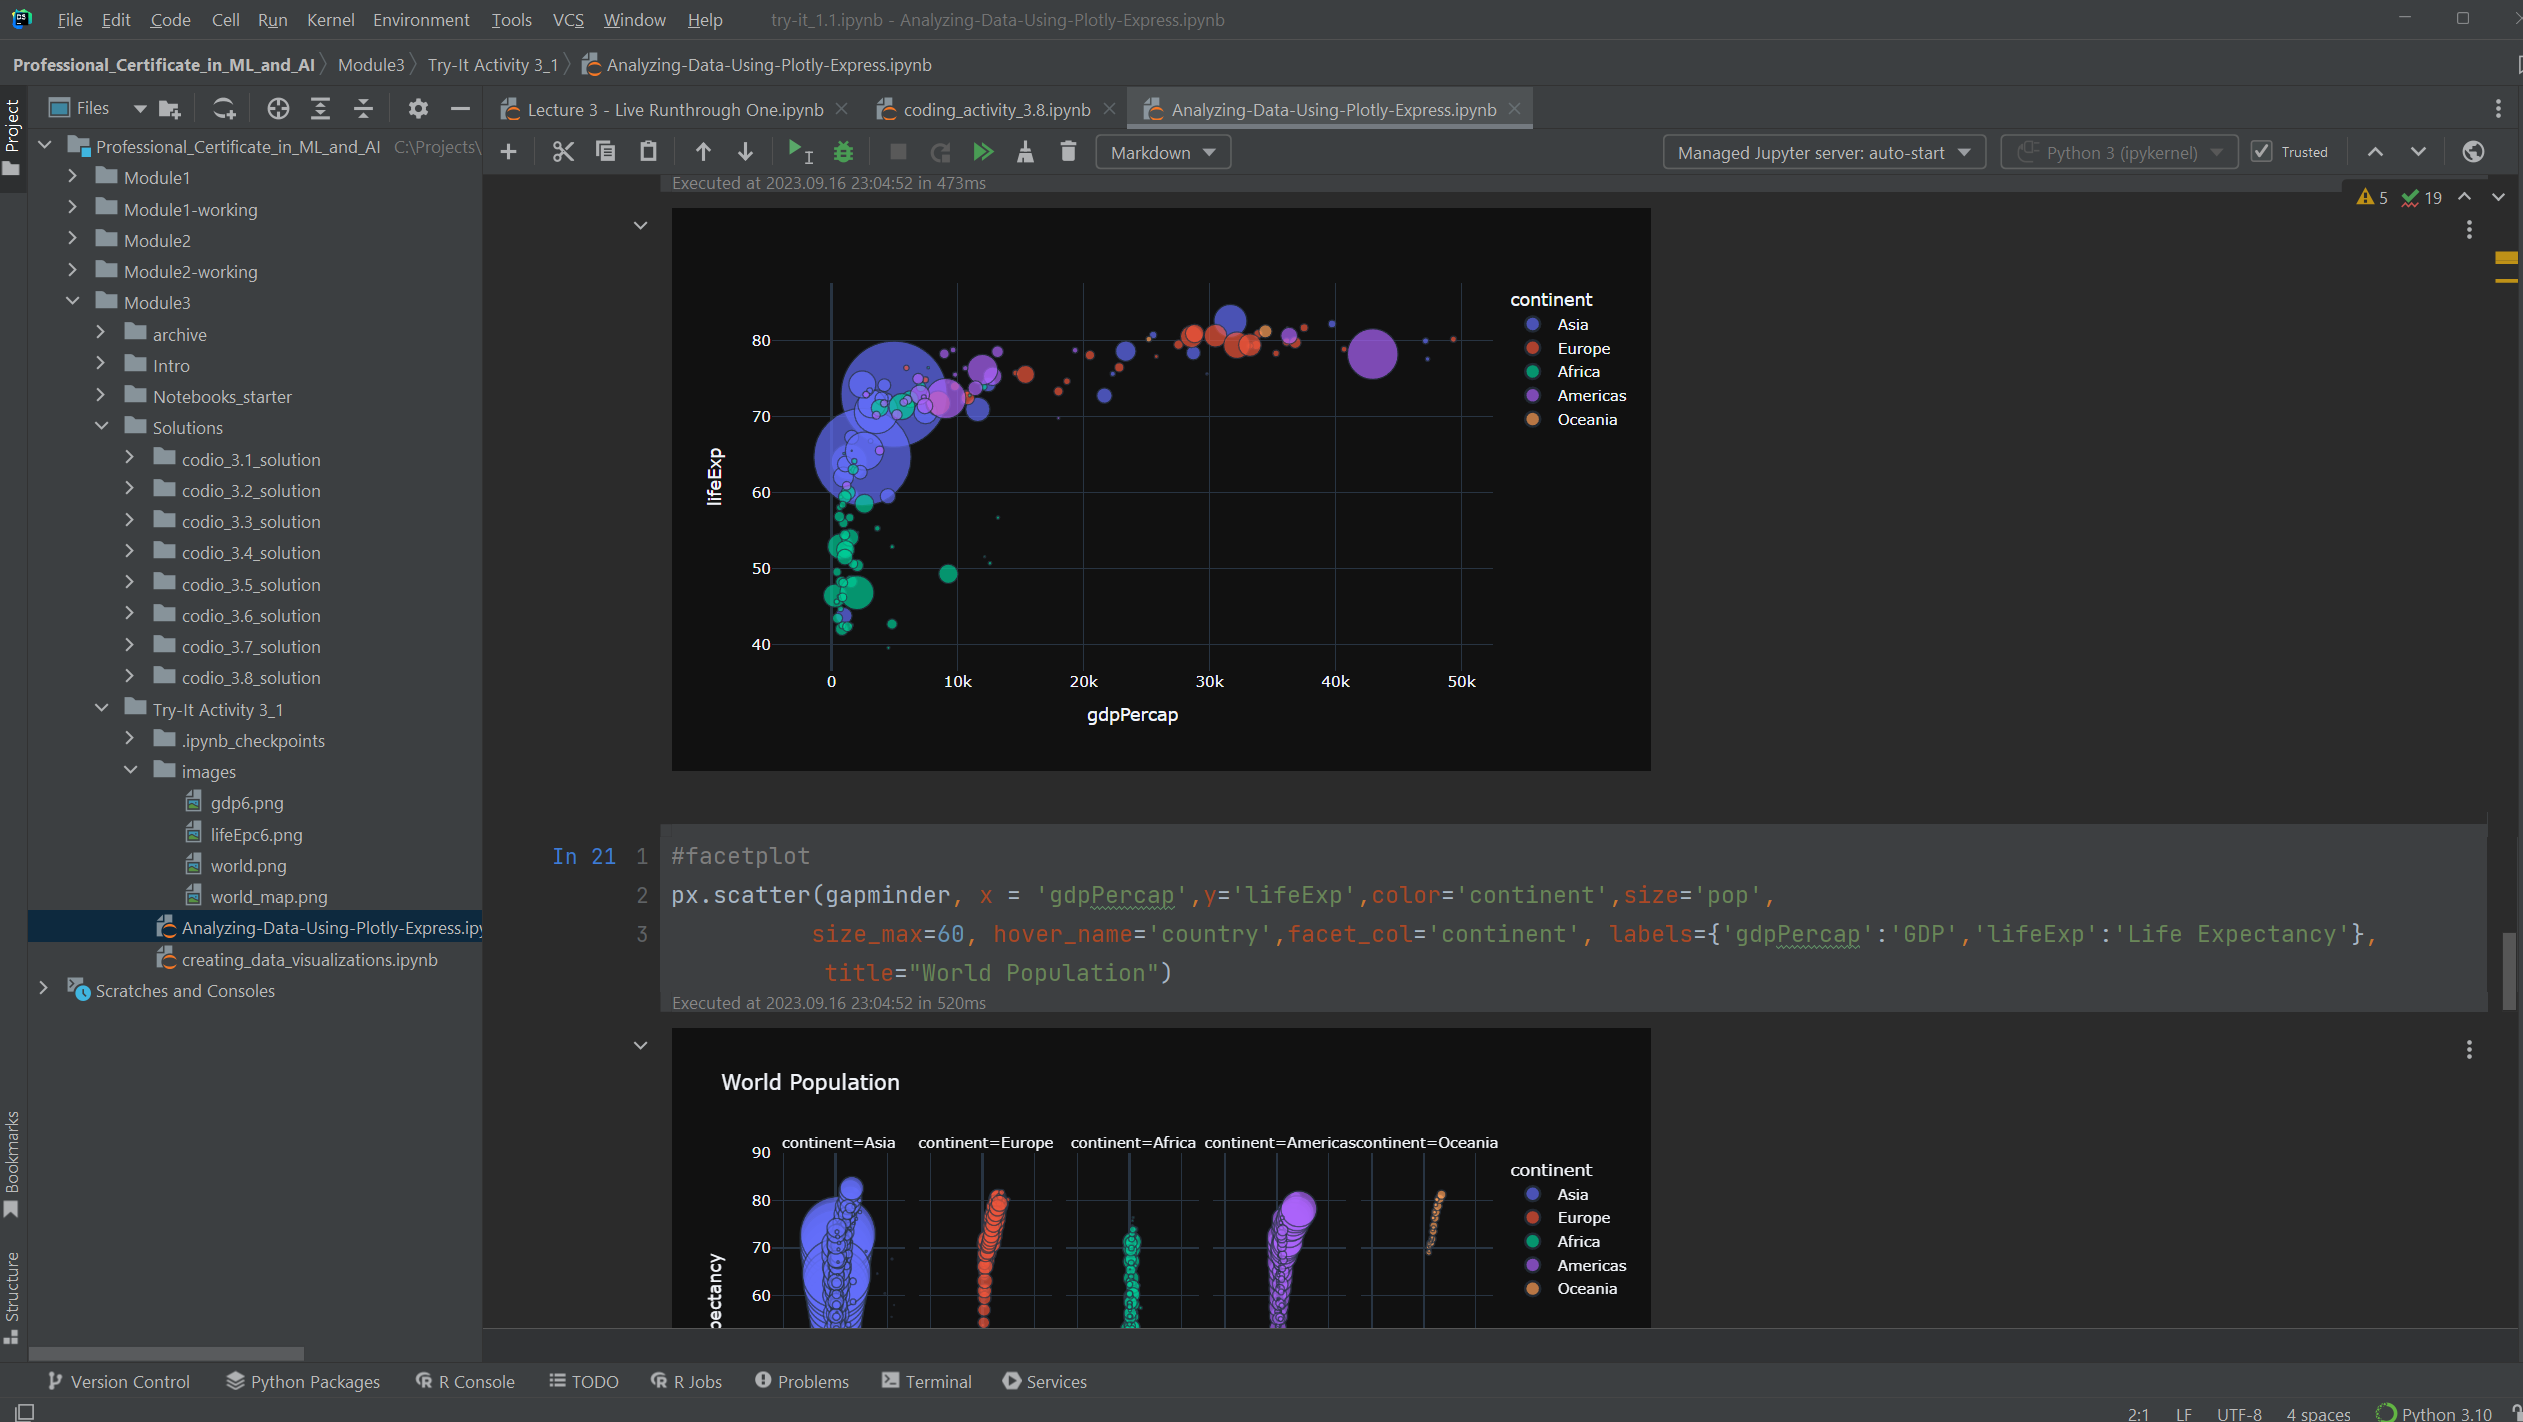 File Edit Code Cell Run Kernel Environment Tools VCS Window Help try-it_1.1.ipynb - Analyzing-Data-Using-Plotly-Express.ipynb
Professional_Certificate_in_ML_and_AI Module3 Try-It Activity 3_1 Analyzing-Data-Using-Plotly-Express.ipynb
Project
Files
Lecture 3 - Live Runthrough One.ipynb coding_activity_3.8.ipynb Analyzing-Data-Using-Plotly-Express.ipynb
Markdown Managed Jupyter server: auto-start Python 3 (ipykernel) Trusted
Professional_Certificate_in_ML_and_AI C:\Projects\
Module1
Module1-working
Module2
Module2-working
Module3
archive
Intro
Notebooks_starter
Solutions
codio_3.1_solution
codio_3.2_solution
codio_3.3_solution
codio_3.4_solution
codio_3.5_solution
codio_3.6_solution
codio_3.7_solution
codio_3.8_solution
Try-It Activity 3_1
.ipynb_checkpoints
images
gdp6.png
lifeEpc6.png
world.png
world_map.png
Analyzing-Data-Using-Plotly-Express.ipy
creating_data_visualizations.ipynb
Scratches and Consoles
Bookmarks
Structure
Executed at 2023.09.16 23:04:52 in 473ms
5 19
continent
Asia
Europe
Africa
Americas
Oceania
80
70
60
50
40
lifeExp
0 10k 20k 30k 40k 50k
gdpPercap
In 21 1 #facetplot
2 px.scatter(gapminder, x = 'gdpPercap',y='lifeExp',color='continent',size='pop',
3 size_max=60, hover_name='country',facet_col='continent', labels={'gdpPercap':'GDP','lifeExp':'Life Expectancy'},
title="World Population")
Executed at 2023.09.16 23:04:52 in 520ms
World Population
continent=Asia continent=Europe continent=Africa continent=Americas continent=Oceania
90
80
70
60
pectancy
continent
Asia
Europe
Africa
Americas
Oceania
Version Control Python Packages R Console TODO R Jobs Problems Terminal Services
2:1 LF UTF-8 4 spaces Python 3.10